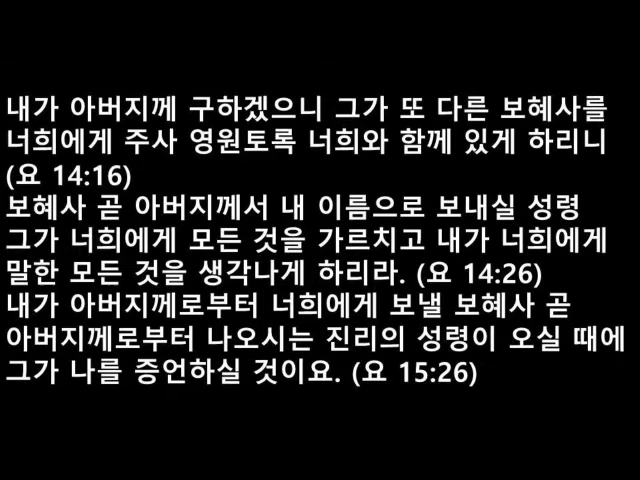 내가 아버지께 구하겠으니 그가 또 다른 보혜사를
너희에게 주사 영원토록 너희와 함께 있게 하리니
(요 14:16)
보혜사 곧 아버지께서 내 이름으로 보내실 성령
그가 너희에게 모든 것을 가르치고 내가 너희에게
말한 모든 것을 생각나게 하리라. (요 14:26)
내가 아버지께로부터 너희에게 보낼 보혜사 곧
아버지께로부터 나오시는 진리의 성령이 오실 때에
그가 나를 증언하실 것이요. (요 15:26)